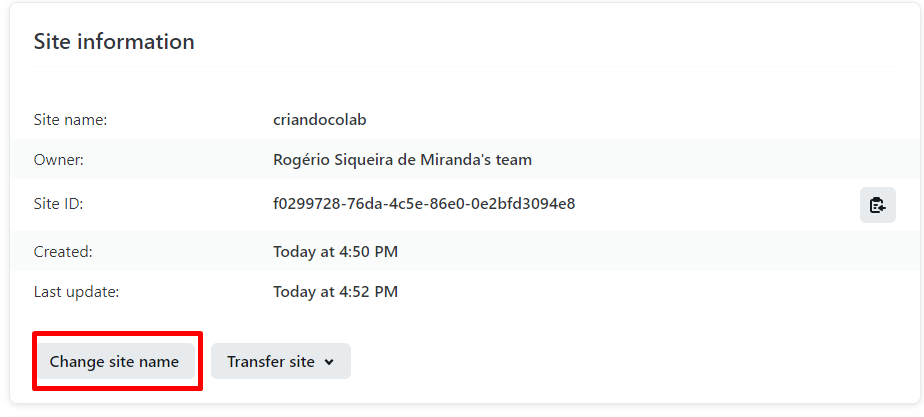 Site information
Site name: criandocolab
Owner: Rogério Siqueira de Miranda's team
Site ID: f0299728-76da-4c5e-86e0-0e2bfd3094e8
Created: Today at 4:50 PM
Last update: Today at 4:52 PM
Change site name Transfer site